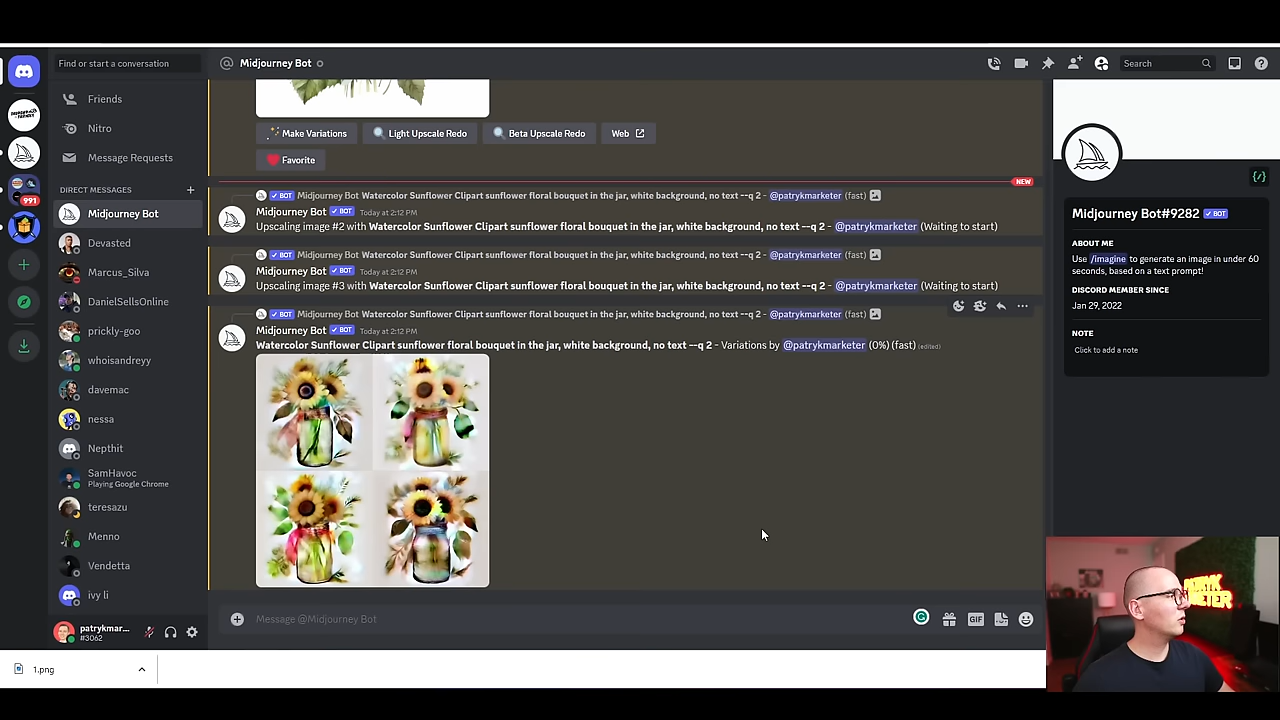 Find or start a conversation
Midjourney Bot
Search
Friends
Nitro
Message Requests
DIRECT MESSAGES
Midjourney Bot
Devasted
Marcus_Silva
DanielSellsOnline
prickly-goo
whoisandreyy
davemac
nessa
Nepthit
SamHavoc
Playing Google Chrome
teresazu
Menno
Vendetta
ivy li
patrykmar...
#3062
991
Make Variations
Light Upscale Redo
Beta Upscale Redo
Web
Favorite
NEW
BOT Midjourney Bot Watercolor Sunflower Clipart sunflower floral bouquet in the jar, white background, no text --q 2 - @patrykmarketer (fast)
Midjourney Bot BOT Today at 2:12 PM
Upscaling image #2 with Watercolor Sunflower Clipart sunflower floral bouquet in the jar, white background, no text --q 2 - @patrykmarketer (Waiting to start)
BOT Midjourney Bot Watercolor Sunflower Clipart sunflower floral bouquet in the jar, white background, no text --q 2 - @patrykmarketer (fast)
Midjourney Bot BOT Today at 2:12 PM
Upscaling image #3 with Watercolor Sunflower Clipart sunflower floral bouquet in the jar, white background, no text --q 2 - @patrykmarketer (Waiting to start)
BOT Midjourney Bot Watercolor Sunflower Clipart sunflower floral bouquet in the jar, white background, no text --q 2 - @patrykmarketer (fast)
Midjourney Bot BOT Today at 2:12 PM
Watercolor Sunflower Clipart sunflower floral bouquet in the jar, white background, no text --q 2 - Variations by @patrykmarketer (0%) (fast) (edited)
Message @Midjourney Bot
GIF
Midjourney Bot#9282 BOT
ABOUT ME
Use /imagine to generate an image in under 60
seconds, based on a text prompt!
DISCORD MEMBER SINCE
Jan 29, 2022
NOTE
Click to add a note
1.png